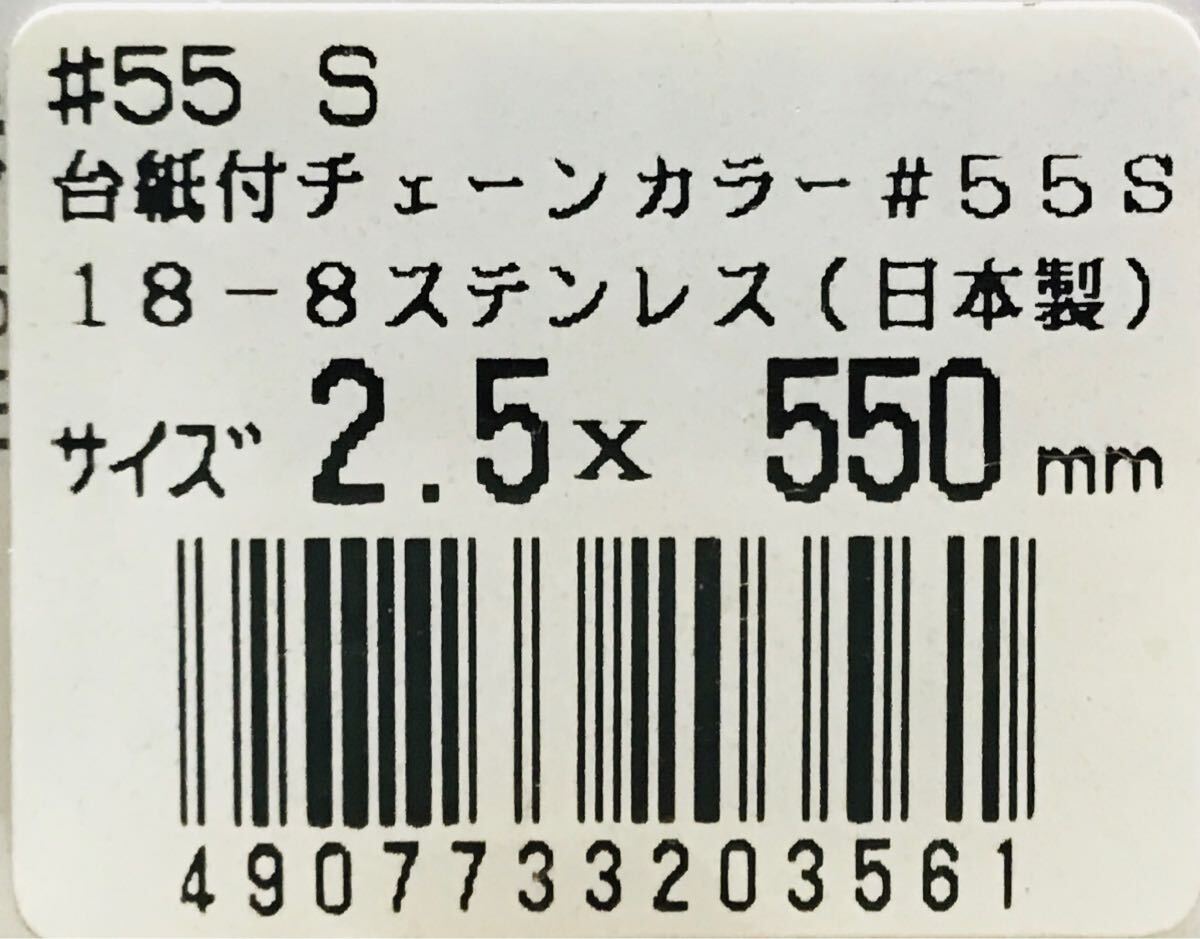 #55 S
台紙付チェーンカラー#55S
18-8ステンレス(日本製)
サイズ 2.5x 550mm
4907733203561